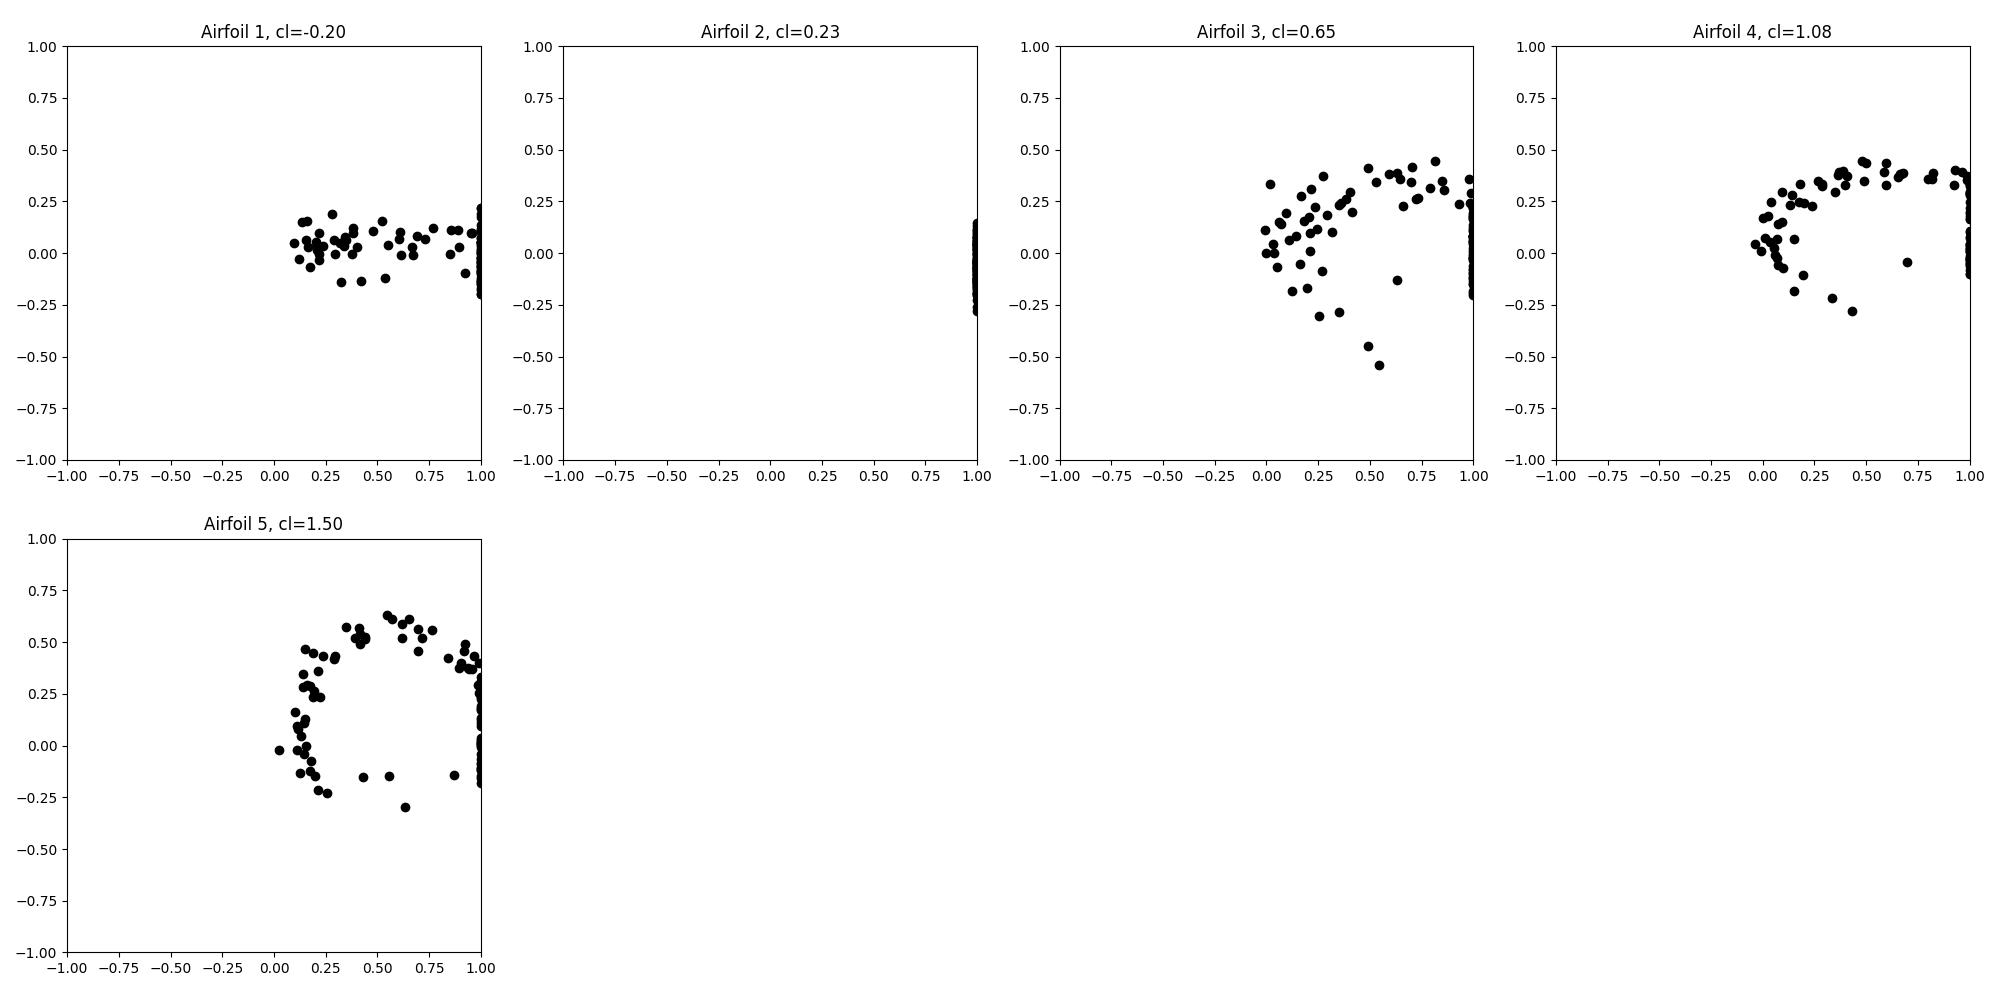 Airfoil 1, cl=-0.20
Airfoil 2, cl=0.23
Airfoil 3, cl=0.65
Airfoil 4, cl=1.08
1.00 1.00 1.00 1.00
0.75 0.75 0.75 0.75
0.50 0.50 0.50 0.50
0.25 0.25 0.25 0.25
0.00 0.00 0.00 0.00
−0.25 −0.25 −0.25 −0.25
−0.50 −0.50 −0.50 −0.50
−0.75 −0.75 −0.75 −0.75
−1.00 −1.00 −1.00 −1.00
−1.00 −0.75 −0.50 −0.25 0.00 0.25 0.50 0.75 1.00
−1.00 −0.75 −0.50 −0.25 0.00 0.25 0.50 0.75 1.00
−1.00 −0.75 −0.50 −0.25 0.00 0.25 0.50 0.75 1.00
−1.00 −0.75 −0.50 −0.25 0.00 0.25 0.50 0.75 1.00
Airfoil 5, cl=1.50
1.00
0.75
0.50
0.25
0.00
−0.25
−0.50
−0.75
−1.00
−1.00 −0.75 −0.50 −0.25 0.00 0.25 0.50 0.75 1.00